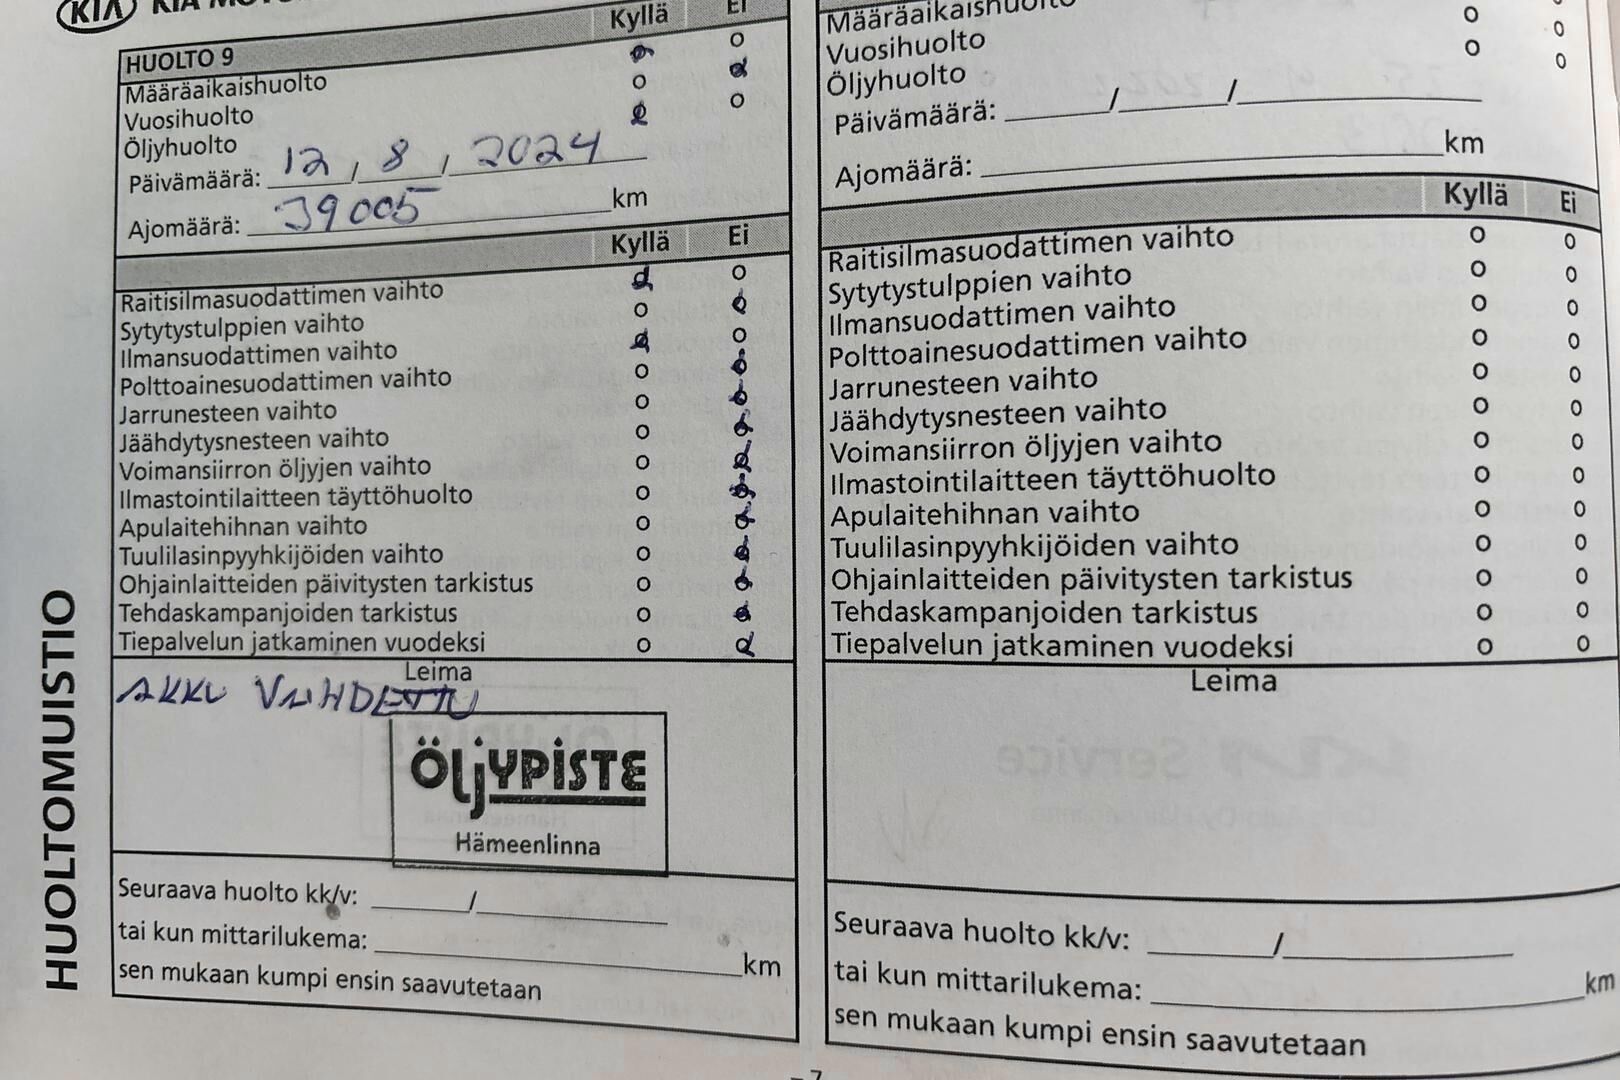 KIA KIA MOTO
Kyllä Ei
HUOLTO 9
Määräaikaishuolto
Vuosihuolto
Öljyhuolto
Päivämäärä: 12 / 8 / 2024
Ajomäärä: 39005 km
Kyllä Ei
Raitisilmasuodattimen vaihto
Sytytystulppien vaihto
Ilmansuodattimen vaihto
Polttoainesuodattimen vaihto
Jarrunesteen vaihto
Jäähdytysnesteen vaihto
Voimansiirron öljyjen vaihto
Ilmastointilaitteen täyttöhuolto
Apulaitehihnan vaihto
Tuulilasinpyyhkijöiden vaihto
Ohjainlaitteiden päivitysten tarkistus
Tehdaskampanjoiden tarkistus
Tiepalvelun jatkaminen vuodeksi
Leima
AKKU VAIHDETTU
ÖLJYPISTE
Hämeenlinna
Seuraava huolto kk/v: /
tai kun mittarilukema: km
sen mukaan kumpi ensin saavutetaan
HUOLTOMUISTIO
Määräaikaishuolto
Vuosihuolto
Öljyhuolto
Päivämäärä: / /
Ajomäärä: km
Kyllä Ei
Raitisilmasuodattimen vaihto
Sytytystulppien vaihto
Ilmansuodattimen vaihto
Polttoainesuodattimen vaihto
Jarrunesteen vaihto
Jäähdytysnesteen vaihto
Voimansiirron öljyjen vaihto
Ilmastointilaitteen täyttöhuolto
Apulaitehihnan vaihto
Tuulilasinpyyhkijöiden vaihto
Ohjainlaitteiden päivitysten tarkistus
Tehdaskampanjoiden tarkistus
Tiepalvelun jatkaminen vuodeksi
Leima
Seuraava huolto kk/v: /
tai kun mittarilukema: km
sen mukaan kumpi ensin saavutetaan